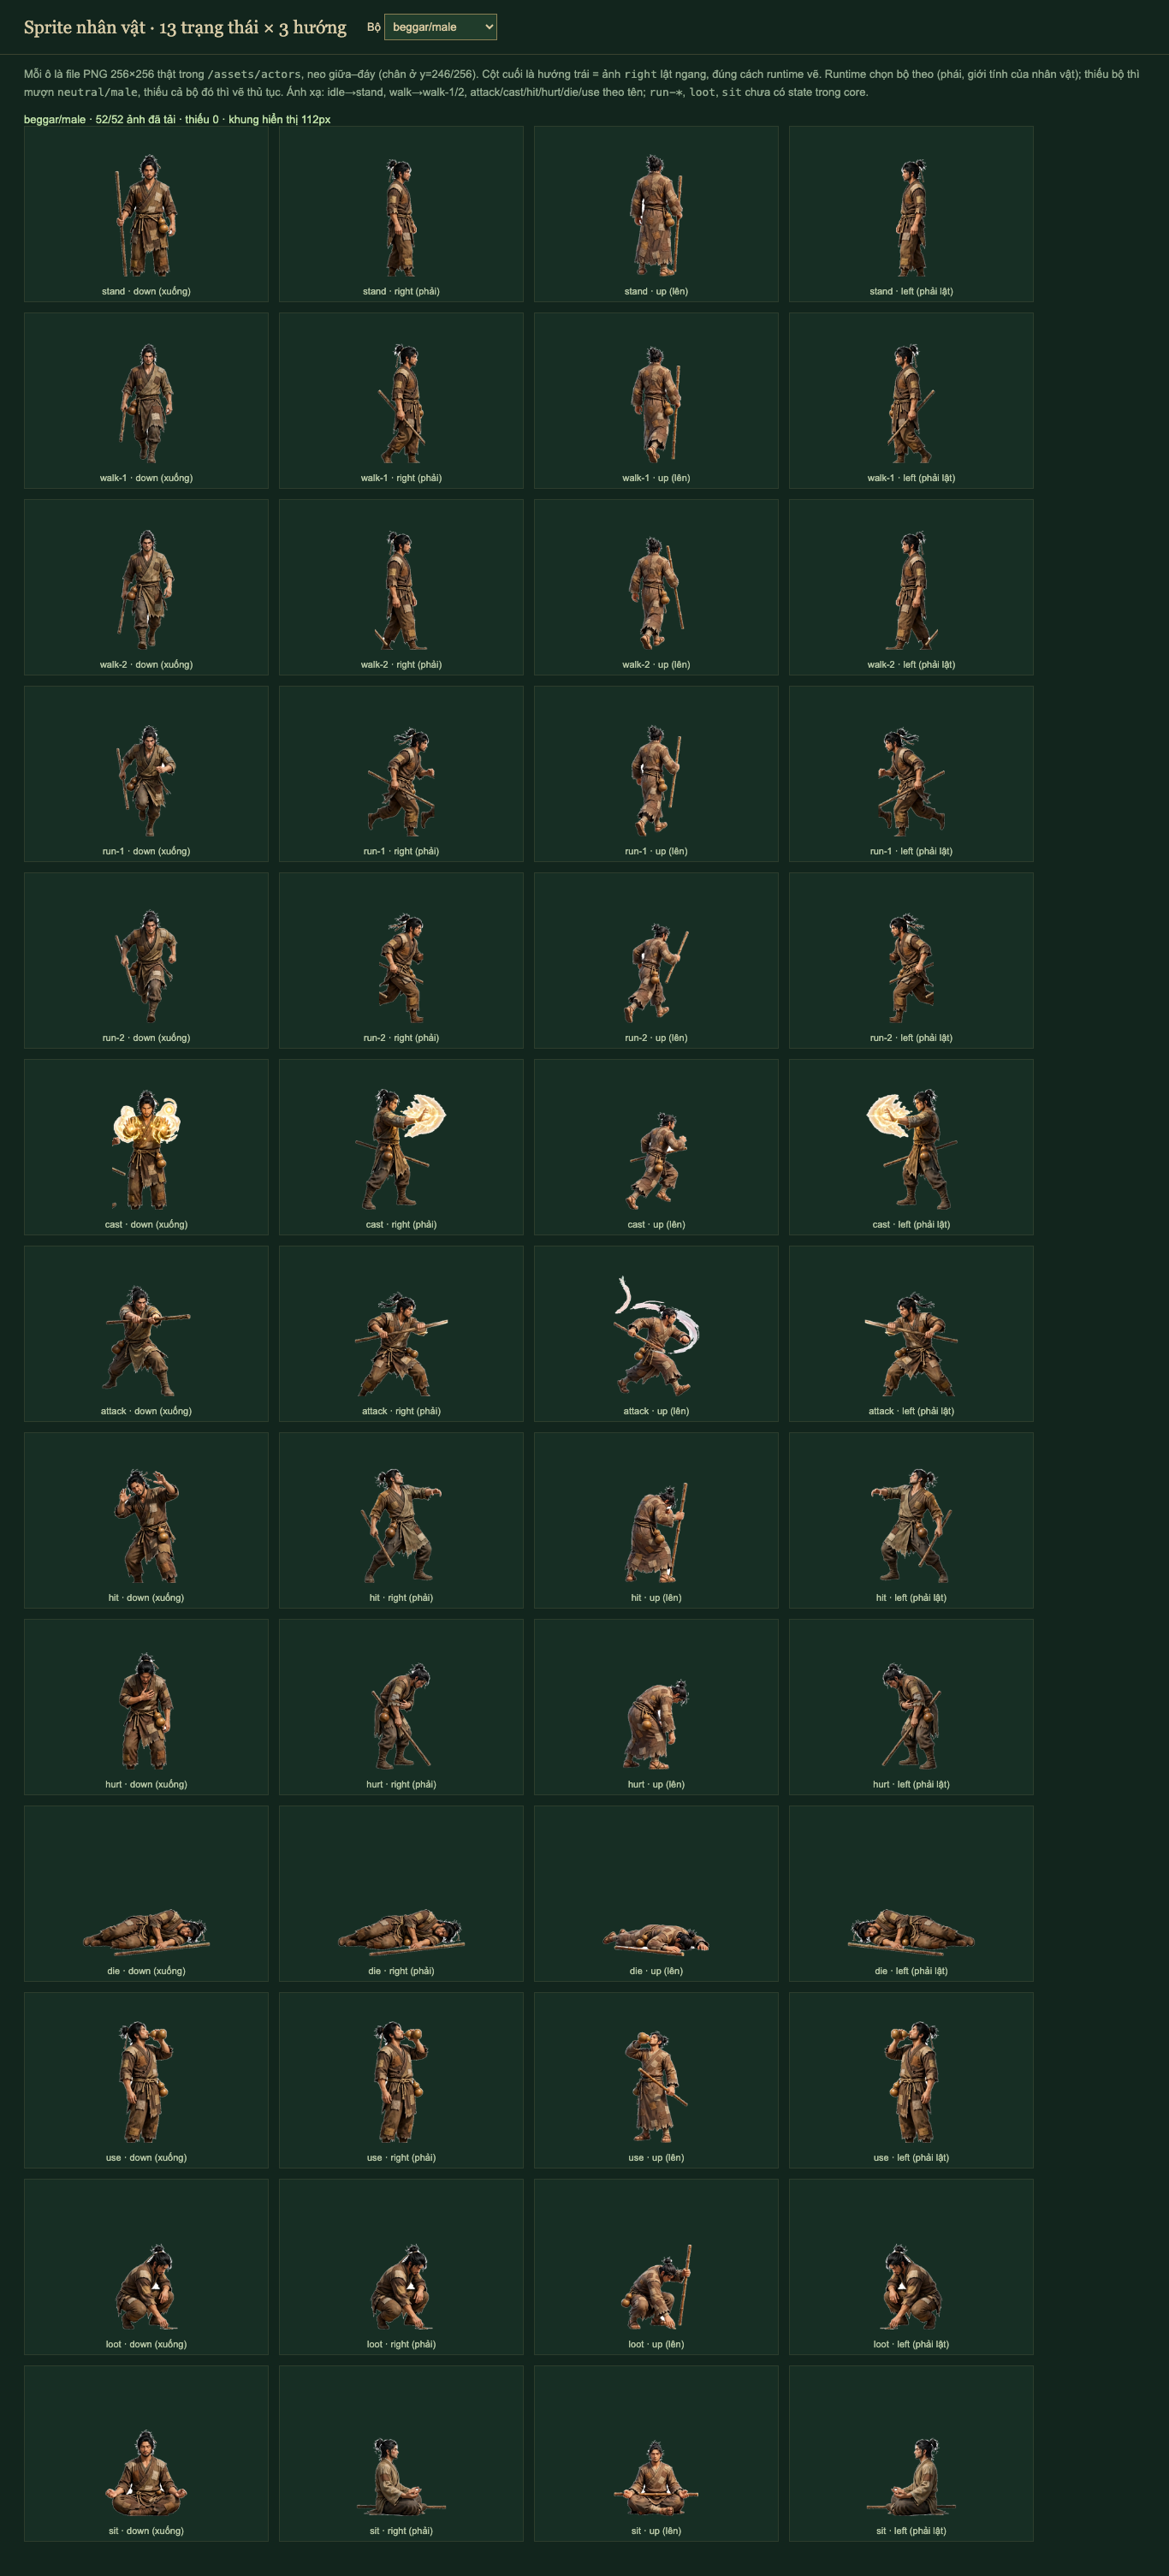 Sprite nhân vật · 13 trạng thái × 3 hướng
Bộ
beggar/male
Mỗi ô là file PNG 256×256 thật trong /assets/actors, neo giữa–đáy (chân ở y=246/256). Cột cuối là hướng trái = ảnh right lật ngang, đúng cách runtime vẽ. Runtime chọn bộ theo (phái, giới tính của nhân vật); thiếu bộ thì
mượn neutral/male, thiếu cả bộ đó thì vẽ thủ tục. Ánh xạ: idle→stand, walk→walk-1/2, attack/cast/hit/hurt/die/use theo tên; run-*, loot, sit chưa có state trong core.
beggar/male · 52/52 ảnh đã tải · thiếu 0 · khung hiển thị 112px
stand · down (xuống)
stand · right (phải)
stand · up (lên)
stand · left (phải lật)
walk-1 · down (xuống)
walk-1 · right (phải)
walk-1 · up (lên)
walk-1 · left (phải lật)
walk-2 · down (xuống)
walk-2 · right (phải)
walk-2 · up (lên)
walk-2 · left (phải lật)
run-1 · down (xuống)
run-1 · right (phải)
run-1 · up (lên)
run-1 · left (phải lật)
run-2 · down (xuống)
run-2 · right (phải)
run-2 · up (lên)
run-2 · left (phải lật)
cast · down (xuống)
cast · right (phải)
cast · up (lên)
cast · left (phải lật)
attack · down (xuống)
attack · right (phải)
attack · up (lên)
attack · left (phải lật)
hit · down (xuống)
hit · right (phải)
hit · up (lên)
hit · left (phải lật)
hurt · down (xuống)
hurt · right (phải)
hurt · up (lên)
hurt · left (phải lật)
die · down (xuống)
die · right (phải)
die · up (lên)
die · left (phải lật)
use · down (xuống)
use · right (phải)
use · up (lên)
use · left (phải lật)
loot · down (xuống)
loot · right (phải)
loot · up (lên)
loot · left (phải lật)
sit · down (xuống)
sit · right (phải)
sit · up (lên)
sit · left (phải lật)